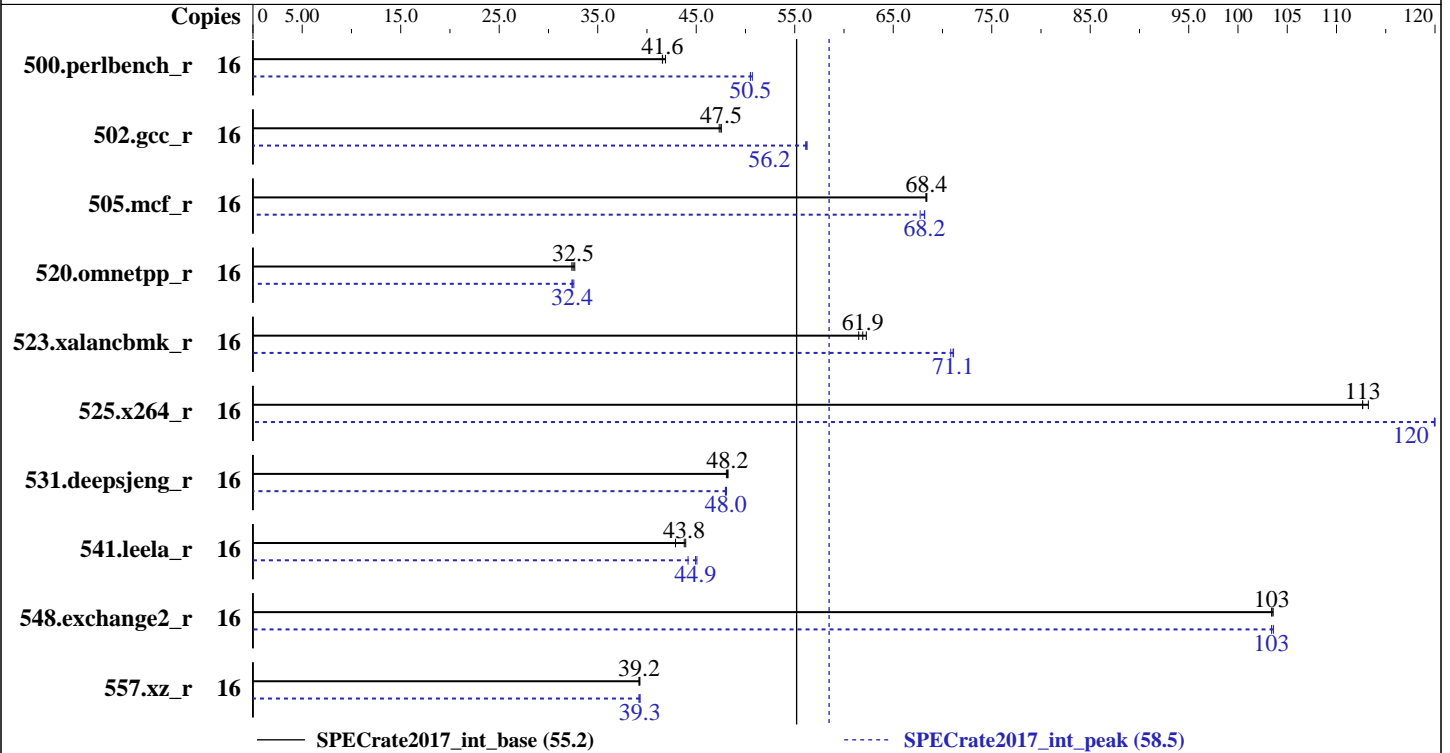 Copies 0 5.00 15.0 25.0 35.0 45.0 55.0 65.0 75.0 85.0 95.0 100 105 110 120
500.perlbench_r 16 41.6
50.5
502.gcc_r 16 47.5
56.2
505.mcf_r 16 68.4
68.2
520.omnetpp_r 16 32.5
32.4
523.xalancbmk_r 16 61.9
71.1
525.x264_r 16 113
120
531.deepsjeng_r 16 48.2
48.0
541.leela_r 16 43.8
44.9
548.exchange2_r 16 103
103
557.xz_r 16 39.2
39.3
SPECrate2017_int_base (55.2) SPECrate2017_int_peak (58.5)